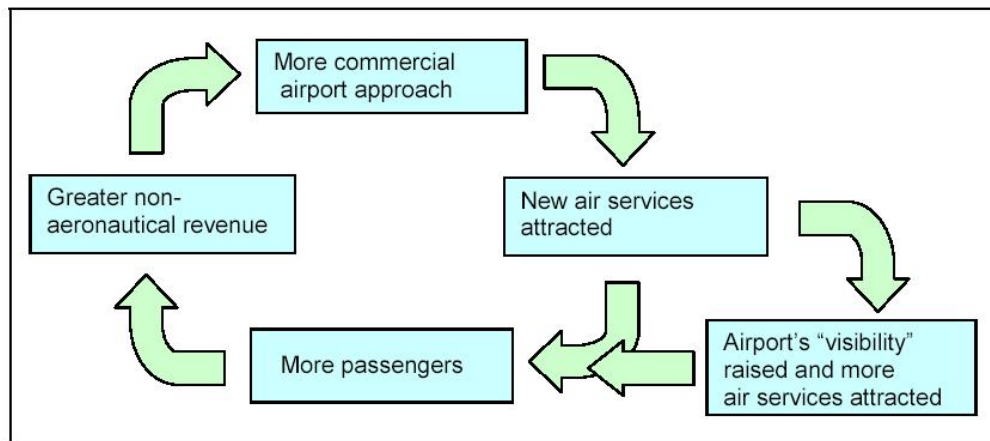 More commercial
airport approach
Greater non-
aeronautical revenue
New air services
attracted
More passengers
Airport's “visibility”
raised and more
air services attracted